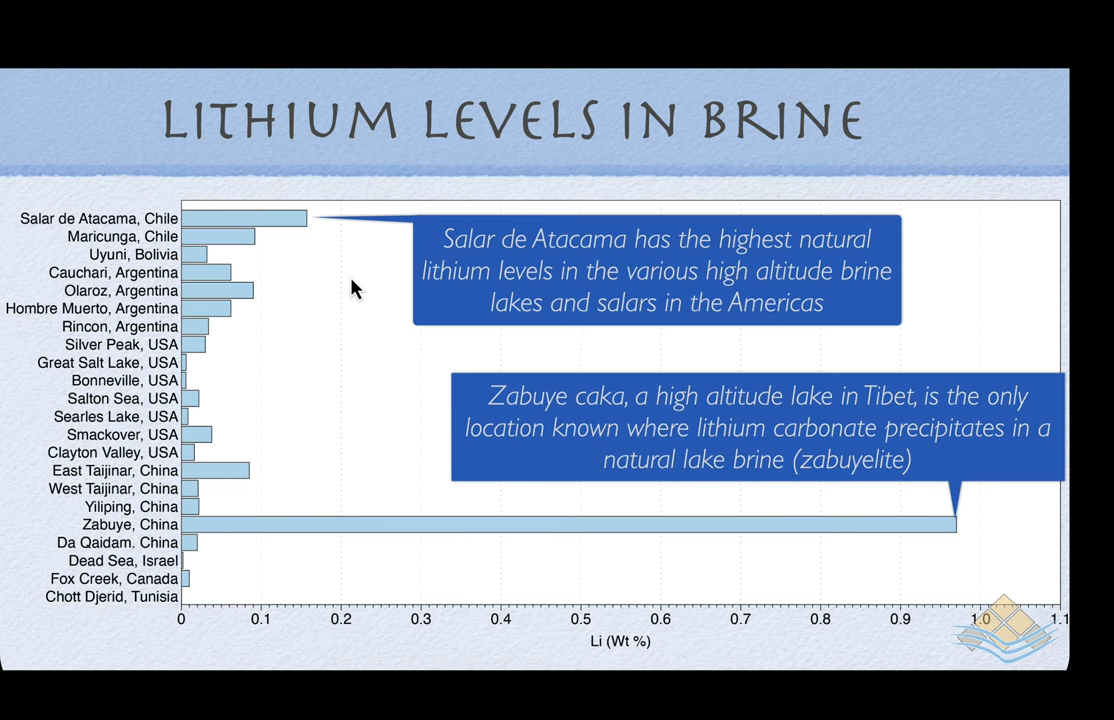 LITHIUM LEVELS IN BRINE
Salar de Atacama, Chile
Maricunga, Chile
Uyuni, Bolivia
Cauchari, Argentina
Olaroz, Argentina
Hombre Muerto, Argentina
Rincon, Argentina
Silver Peak, USA
Great Salt Lake, USA
Bonneville, USA
Salton Sea, USA
Searles Lake, USA
Smackover, USA
Clayton Valley, USA
East Taijinar, China
West Taijinar, China
Yiliping, China
Zabuye, China
Da Qaidam. China
Dead Sea, Israel
Fox Creek, Canada
Chott Djerid, Tunisia
Salar de Atacama has the highest natural
lithium levels in the various high altitude brine
lakes and salars in the Americas
Zabuye caka, a high altitude lake in Tibet, is the only
location known where lithium carbonate precipitates in a
natural lake brine (zabuyelite)
0 0.1 0.2 0.3 0.4 0.5 0.6 0.7 0.8 0.9 1.0 1.1
Li (Wt %)